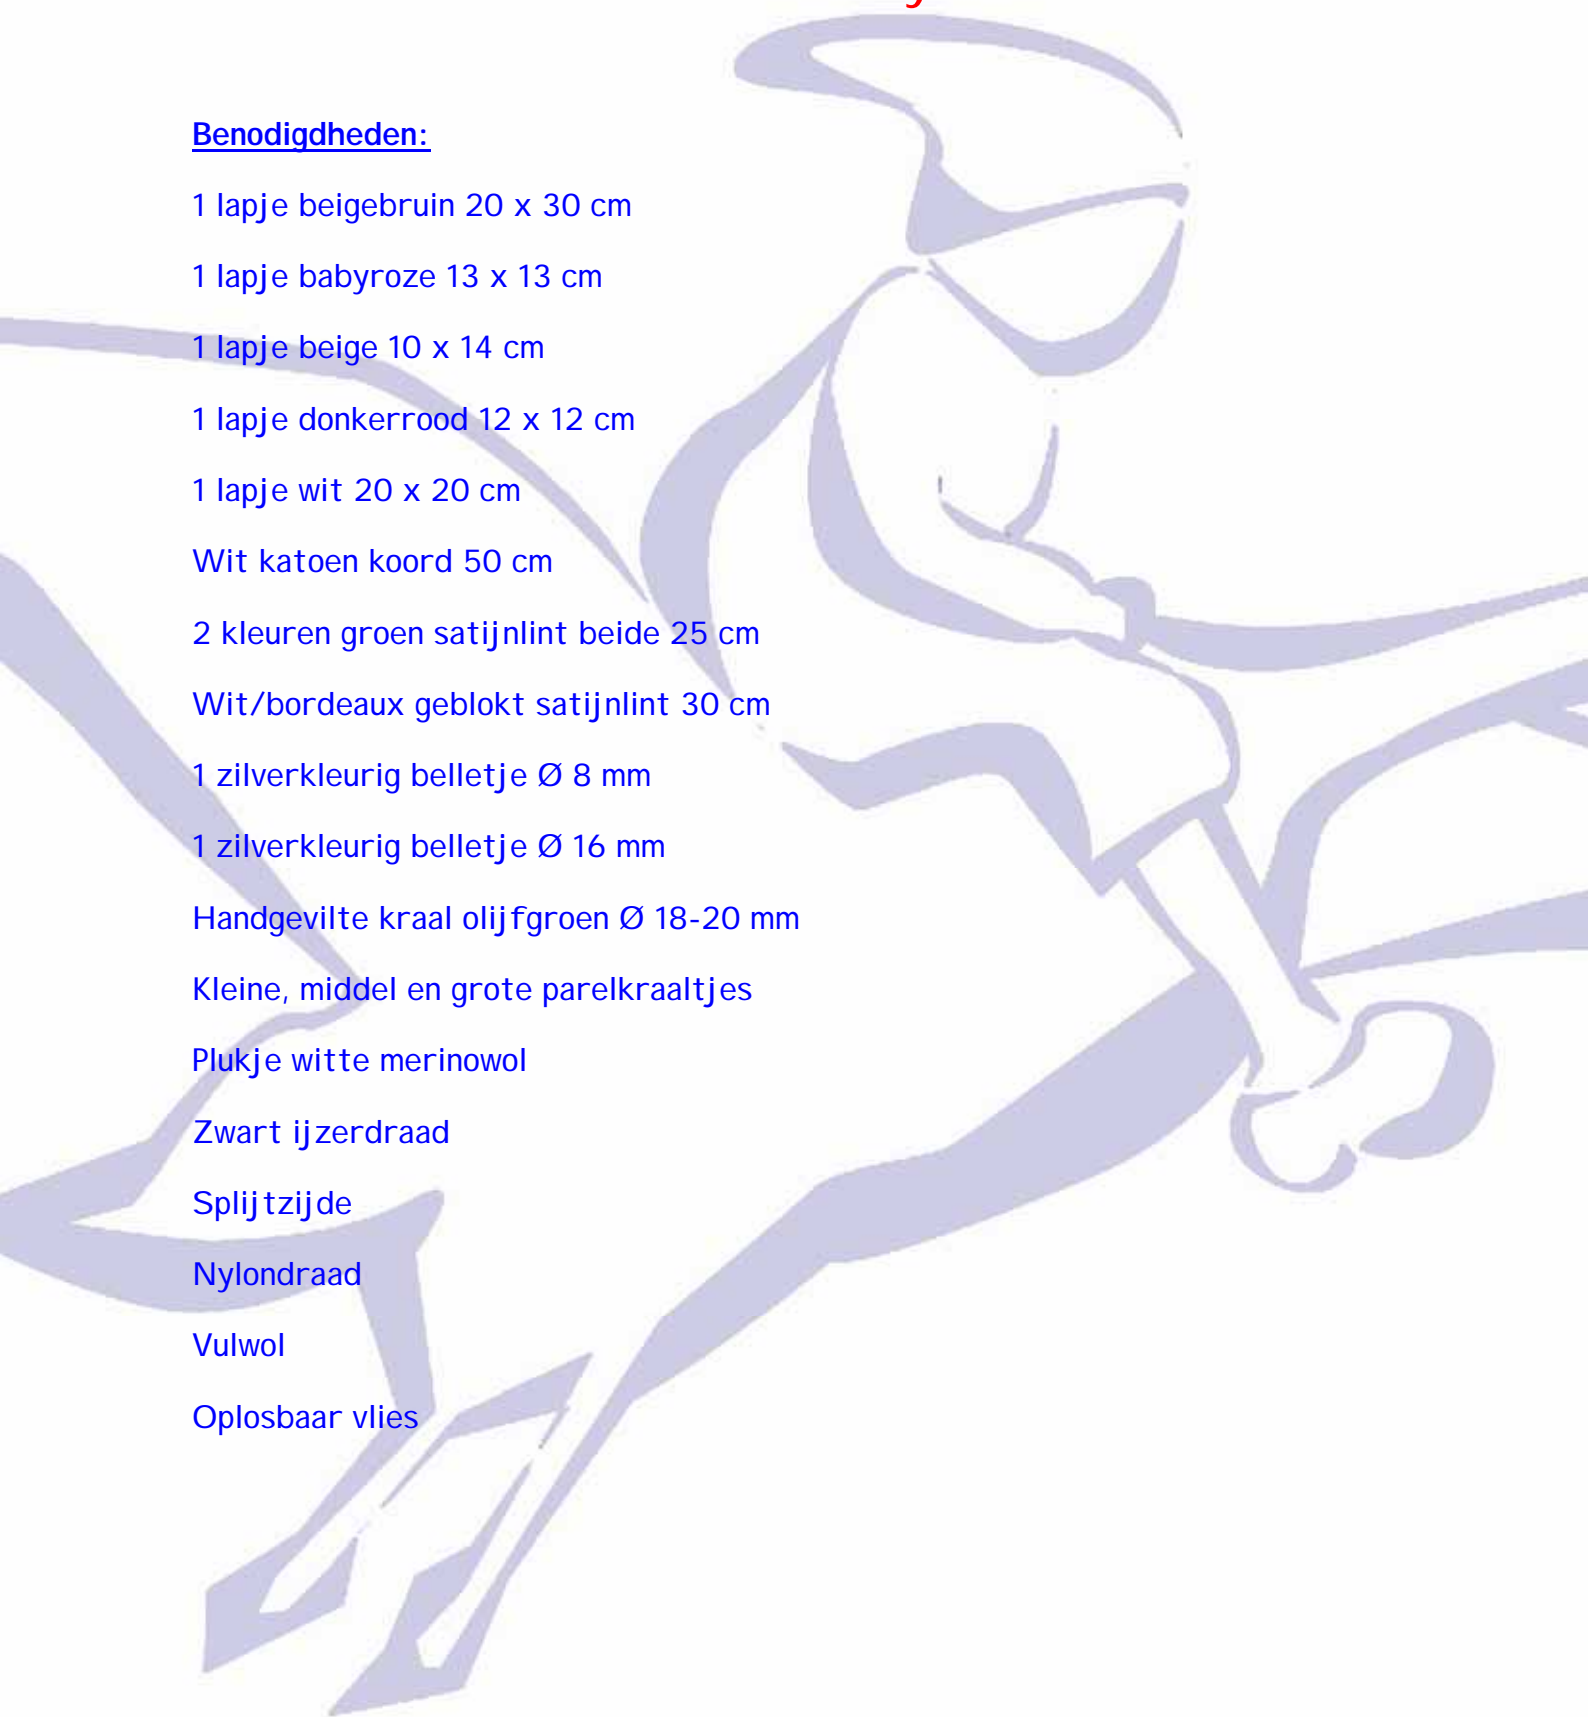 Benodigdheden:
1 lapje beigebruin 20 x 30 cm
1 lapje babyroze 13 x 13 cm
1 lapje beige 10 x 14 cm
1 lapje donkerrood 12 x 12 cm
1 lapje wit 20 x 20 cm
Wit katoen koord 50 cm
2 kleuren groen satijnlint beide 25 cm
Wit/bordeaux geblokt satijnlint 30 cm
1 zilverkleurig belletje Ø 8 mm
1 zilverkleurig belletje Ø 16 mm
Handgevilte kraal olijfgroen Ø 18-20 mm
Kleine, middel en grote parelkraaltjes
Plukje witte merinowol
Zwart ijzerdraad
Splijtzijde
Nylondraad
Vulwol
Oplosbaar vlies